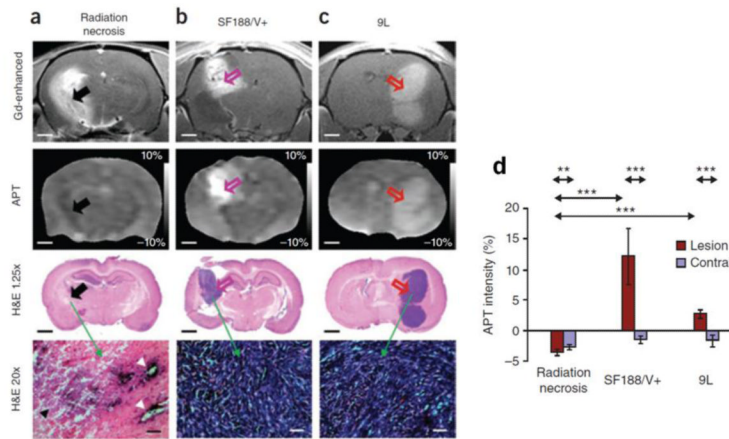 a
Radiation
necrosis
b
SF188/V+
c
9L
Gd-enhanced
APT
10%
−10%
10%
−10%
10%
−10%
H&E 1.25x
H&E 20x
d
** *** ***
***
***
APT intensity (%)
20
15
10
5
0
−5
Lesion
Contra
Radiation
necrosis
SF188/V+
9L